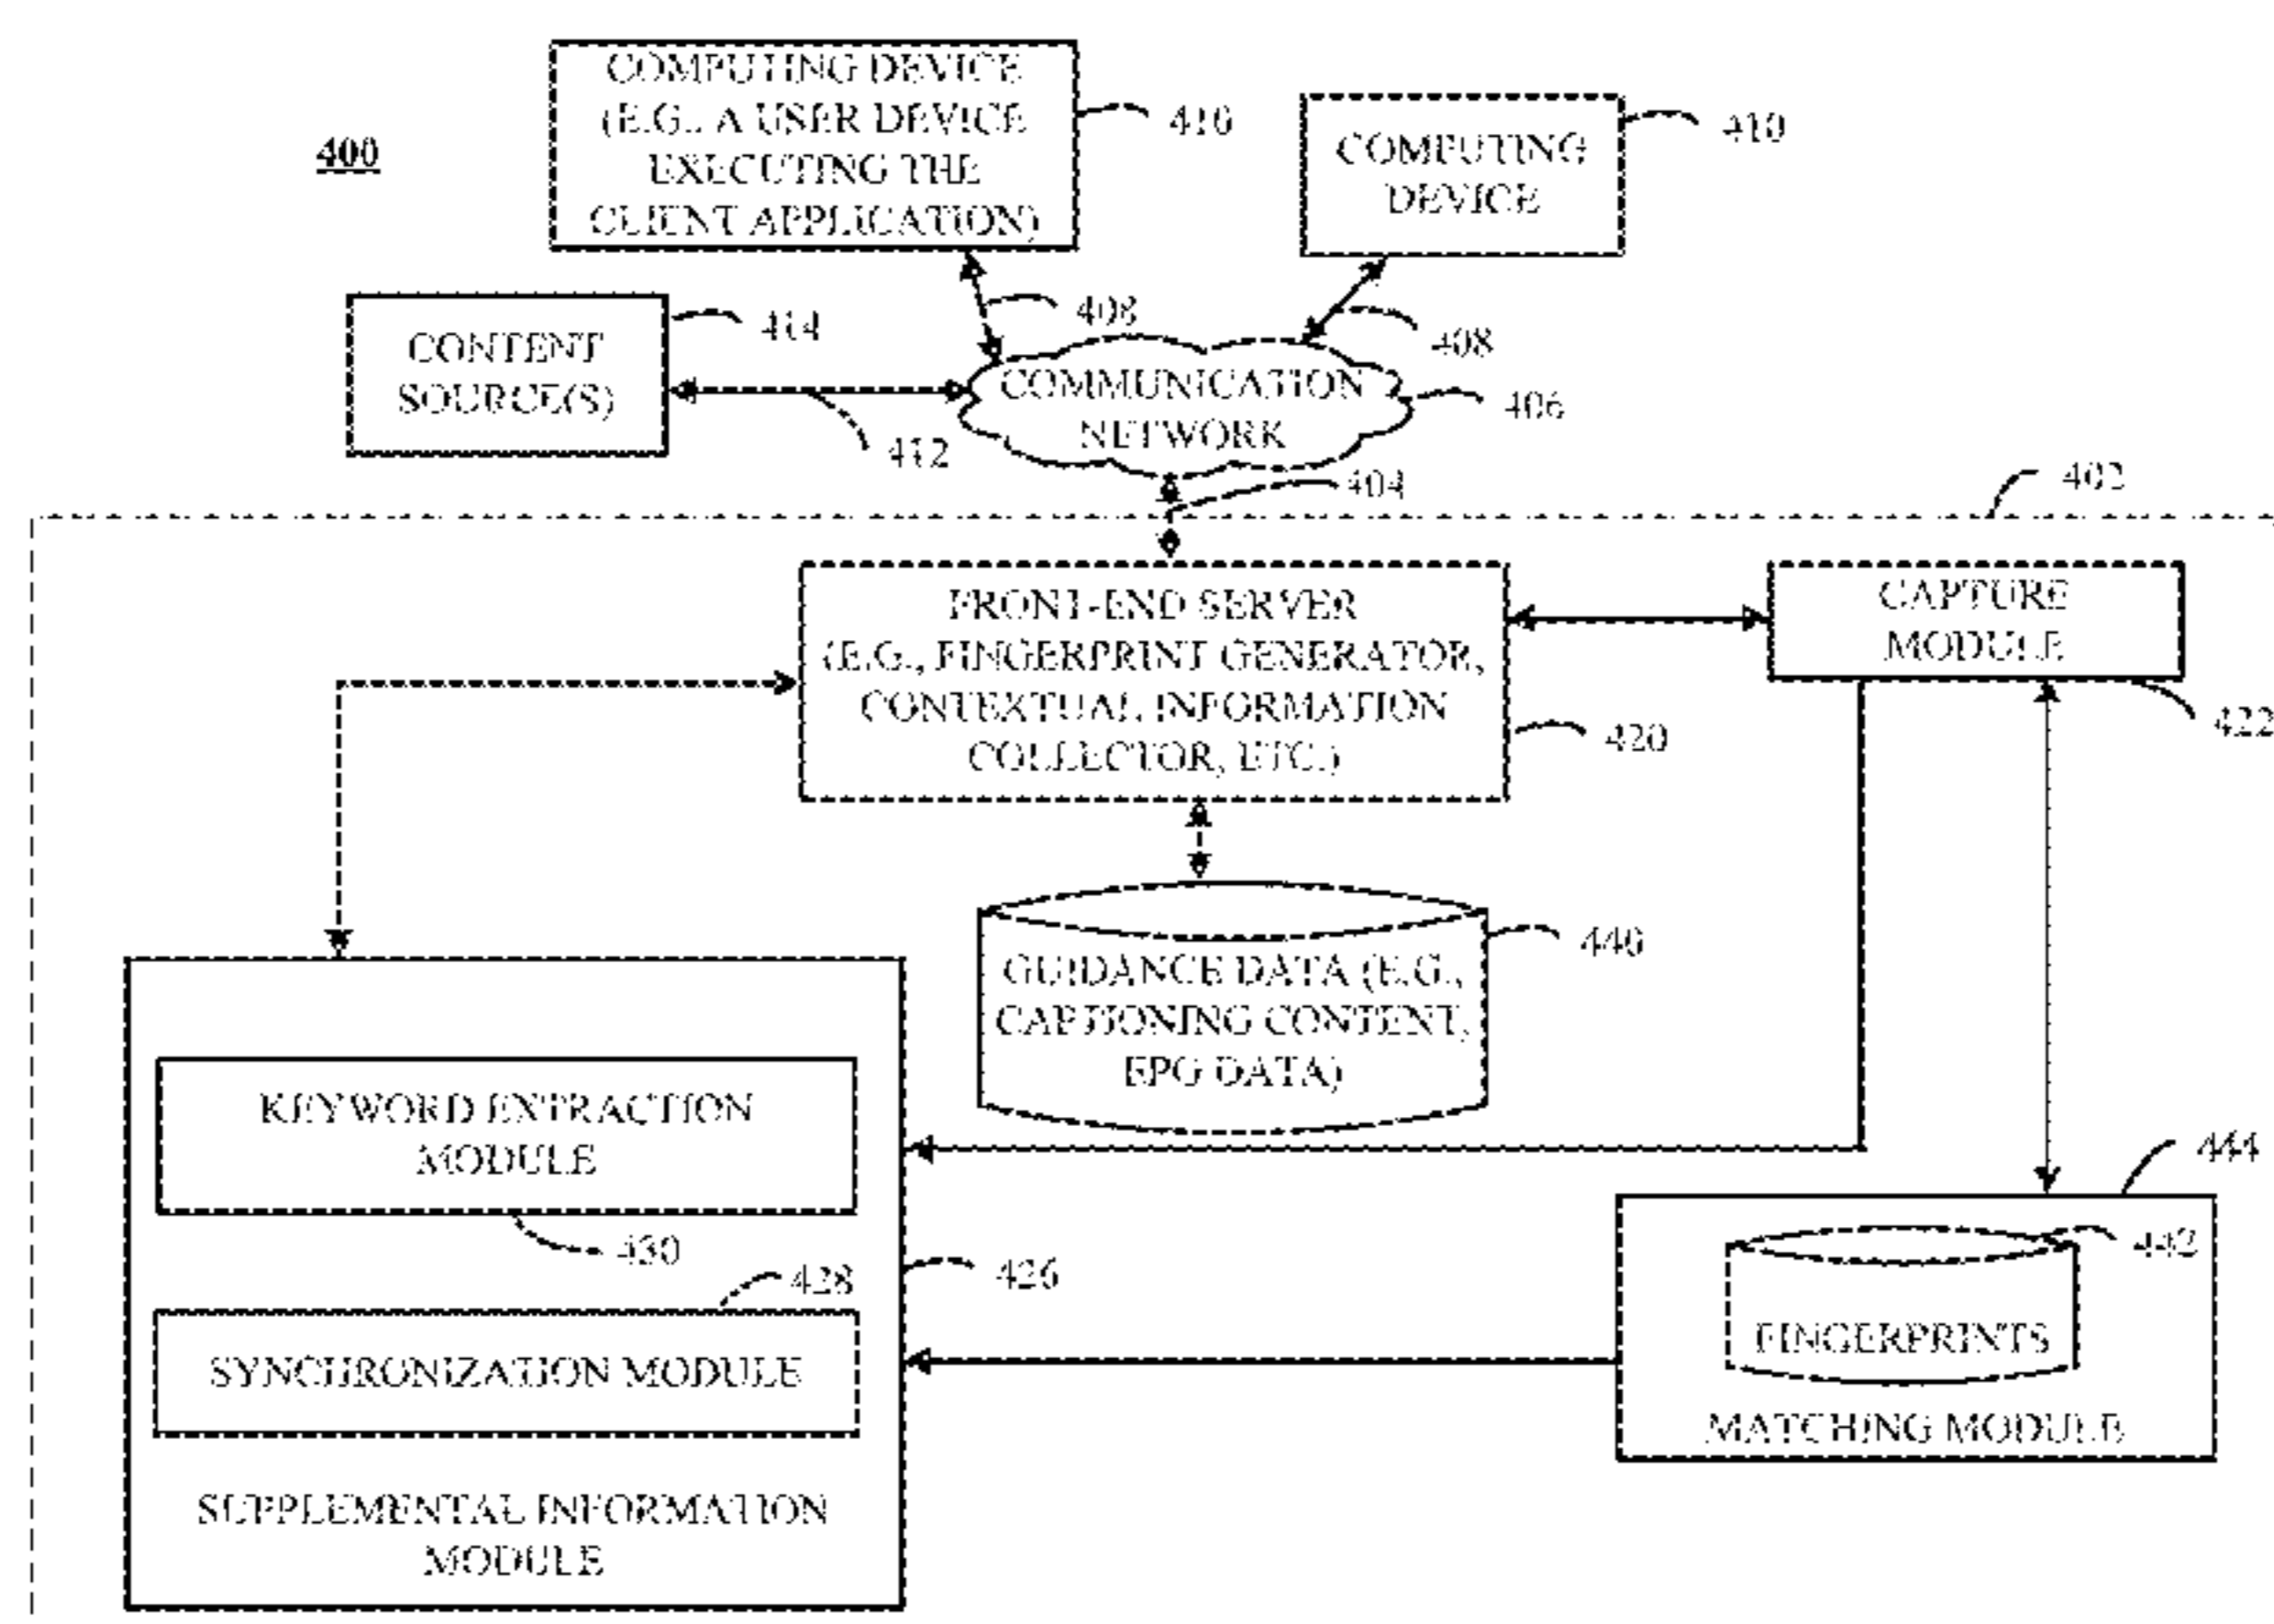 COMPUTING DEVICE
(E.G., A USER DEVICE
EXECUTING THE
CLIENT APPLICATION)
410
COMPUTING
DEVICE
410
400
CONTENT
SOURCE(S)
414
408
408
COMMUNICATION
NETWORK
406
412
404
402
FRONT-END SERVER
(E.G., FINGERPRINT GENERATOR,
CONTEXTUAL INFORMATION
COLLECTOR, ETC.)
420
CAPTURE
MODULE
422
GUIDANCE DATA (E.G.,
CAPTIONING CONTENT,
EPG DATA)
440
KEYWORD EXTRACTION
MODULE
430
428
426
SYNCHRONIZATION MODULE
SUPPLEMENTAL INFORMATION
MODULE
444
442
FINGERPRINTS
MATCHING MODULE